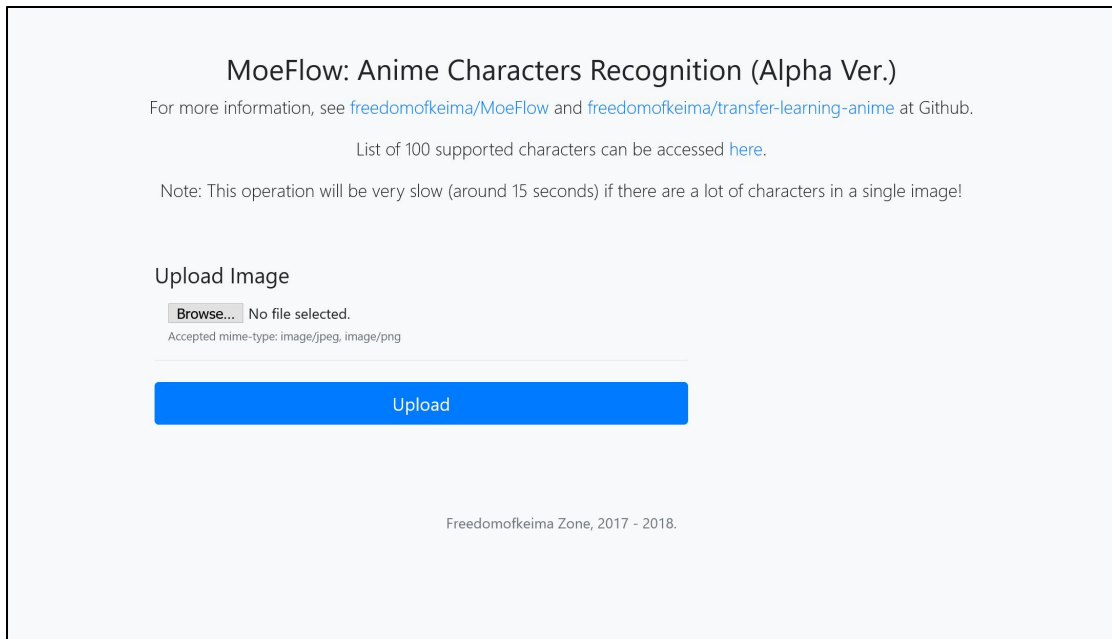 MoeFlow: Anime Characters Recognition (Alpha Ver.)
For more information, see freedomofkeima/MoeFlow and freedomofkeima/transfer-learning-anime at Github.
List of 100 supported characters can be accessed here.
Note: This operation will be very slow (around 15 seconds) if there are a lot of characters in a single image!
Upload Image
Browse... No file selected.
Accepted mime-type: image/jpeg, image/png
Upload
Freedomofkeima Zone, 2017 - 2018.